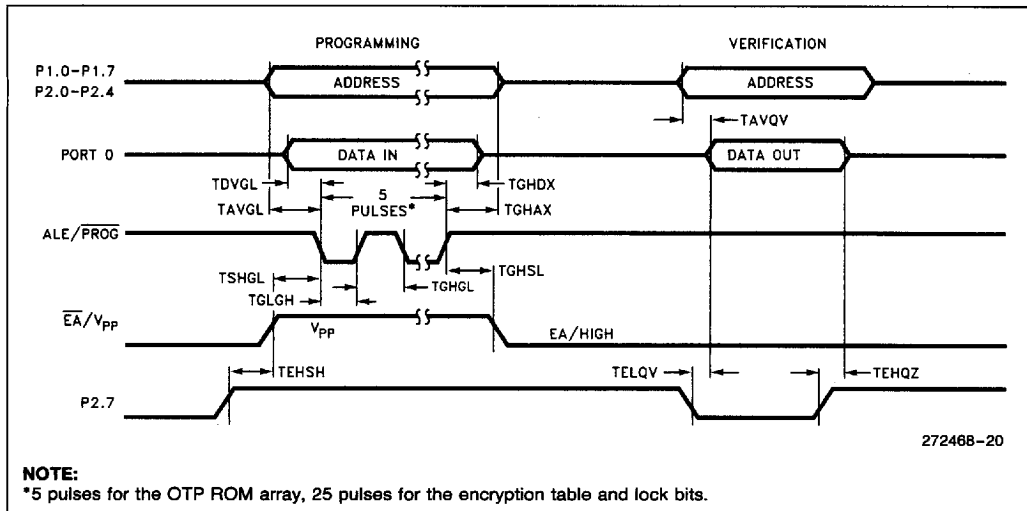 PROGRAMMING VERIFICATION
P1.0–P1.7
P2.0–P2.4
ADDRESS ADDRESS
TAVQV
PORT 0 DATA IN DATA OUT
TDVGL 5 TGHDX
TAVGL PULSES* TGHAX
ALE/PROG
TSHGL TGHSL
TGLGH TGHGL
EA/VPP VPP EA/HIGH
TEHSH TELQV TEHQZ
P2.7
272468–20
NOTE:
*5 pulses for the OTP ROM array, 25 pulses for the encryption table and lock bits.